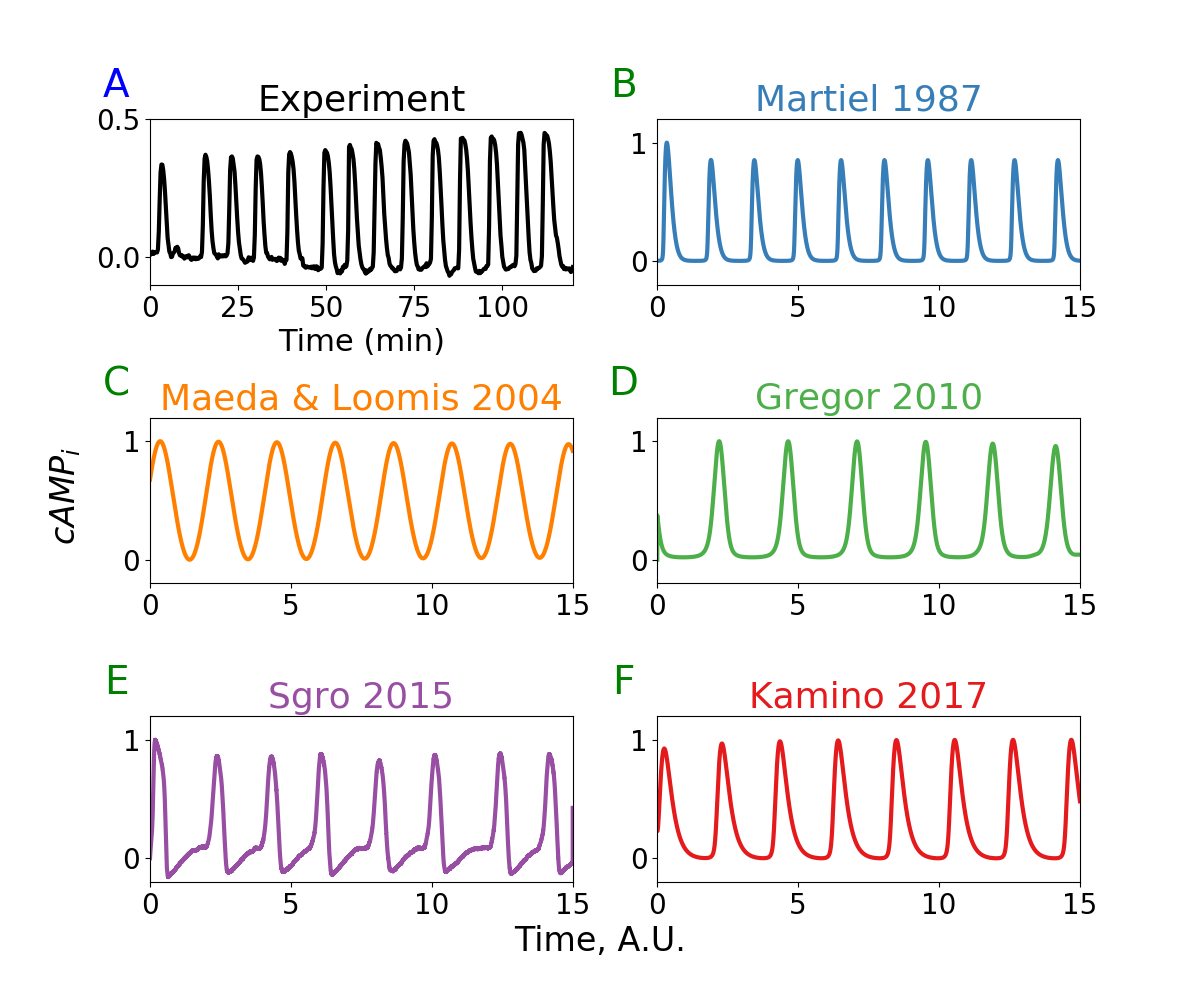 A
Experiment
0.5
0.0
0 25 50 75 100
Time (min)
B
Martiel 1987
1
0
0 5 10 15
C
Maeda & Loomis 2004
cAMPi
1
0
0 5 10 15
D
Gregor 2010
1
0
0 5 10 15
E
Sgro 2015
1
0
0 5 10 15
F
Kamino 2017
1
0
0 5 10 15
Time, A.U.